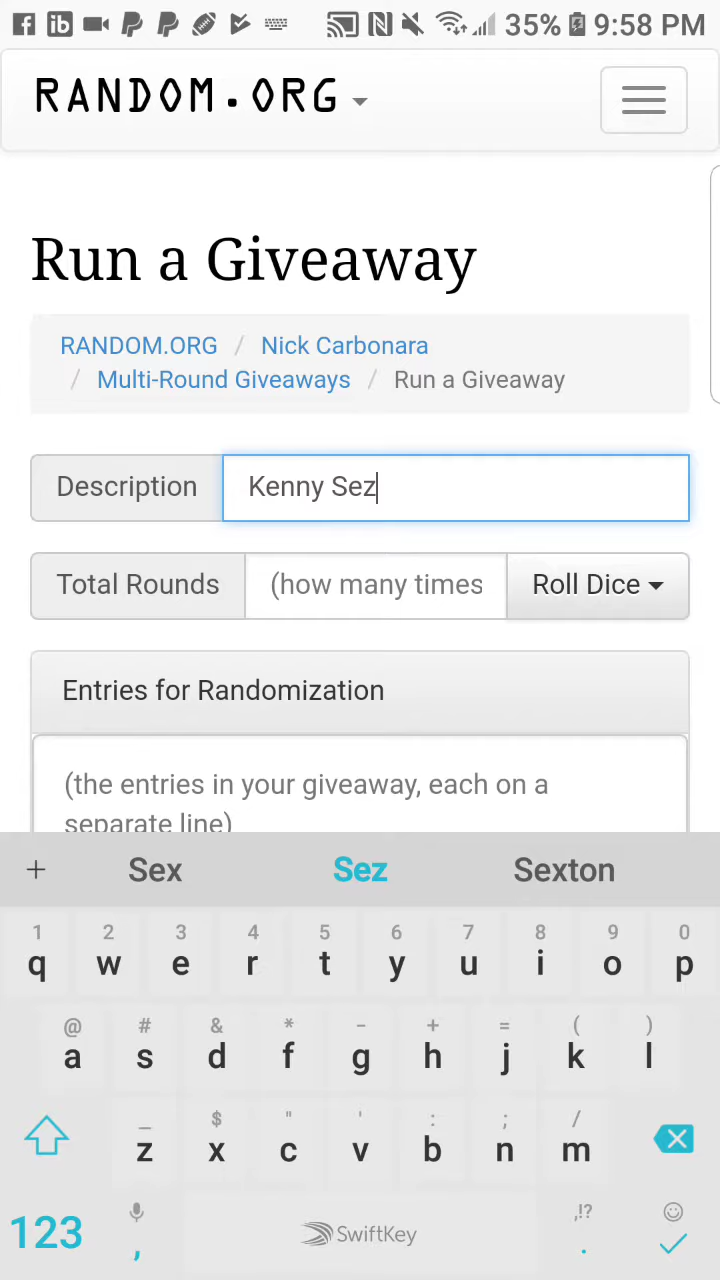 35% 9:58 PM
RANDOM.ORG
Run a Giveaway
RANDOM.ORG / Nick Carbonara
/ Multi-Round Giveaways / Run a Giveaway
Description Kenny Sez
Total Rounds (how many times Roll Dice
Entries for Randomization
(the entries in your giveaway, each on a
separate line)
+ Sex Sez Sexton
1 2 3 4 5 6 7 8 9 0
q w e r t y u i o p
@ # & * - + = ( )
a s d f g h j k l
_ $ " ' : ; /
z x c v b n m
,!?
123 , SwiftKey .